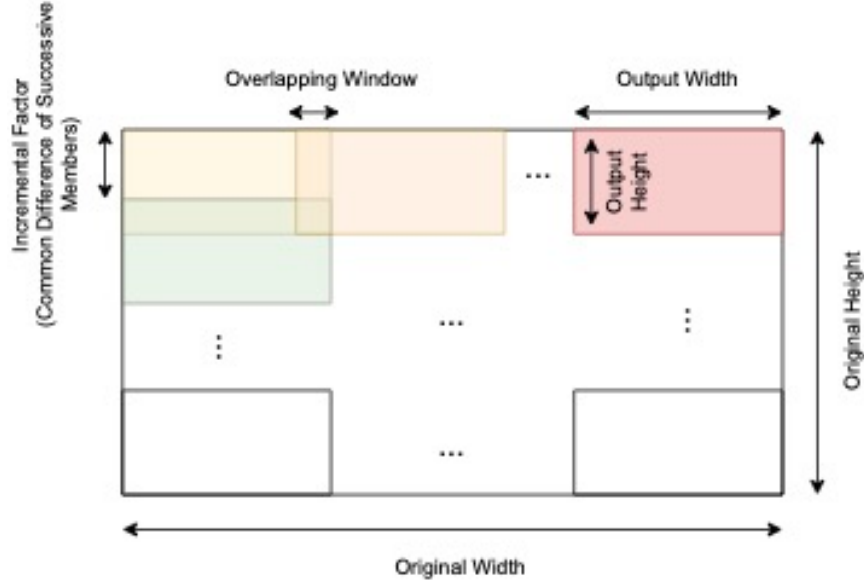 Incremental Factor
(Common Difference of Successive
Members)
Overlapping Window
Output Width
...
Output
Height
...
...
...
...
Original Height
Original Width